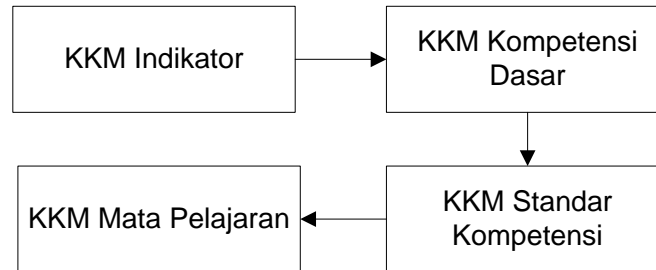 KKM Indikator
KKM Kompetensi
Dasar
KKM Standar
Kompetensi
KKM Mata Pelajaran